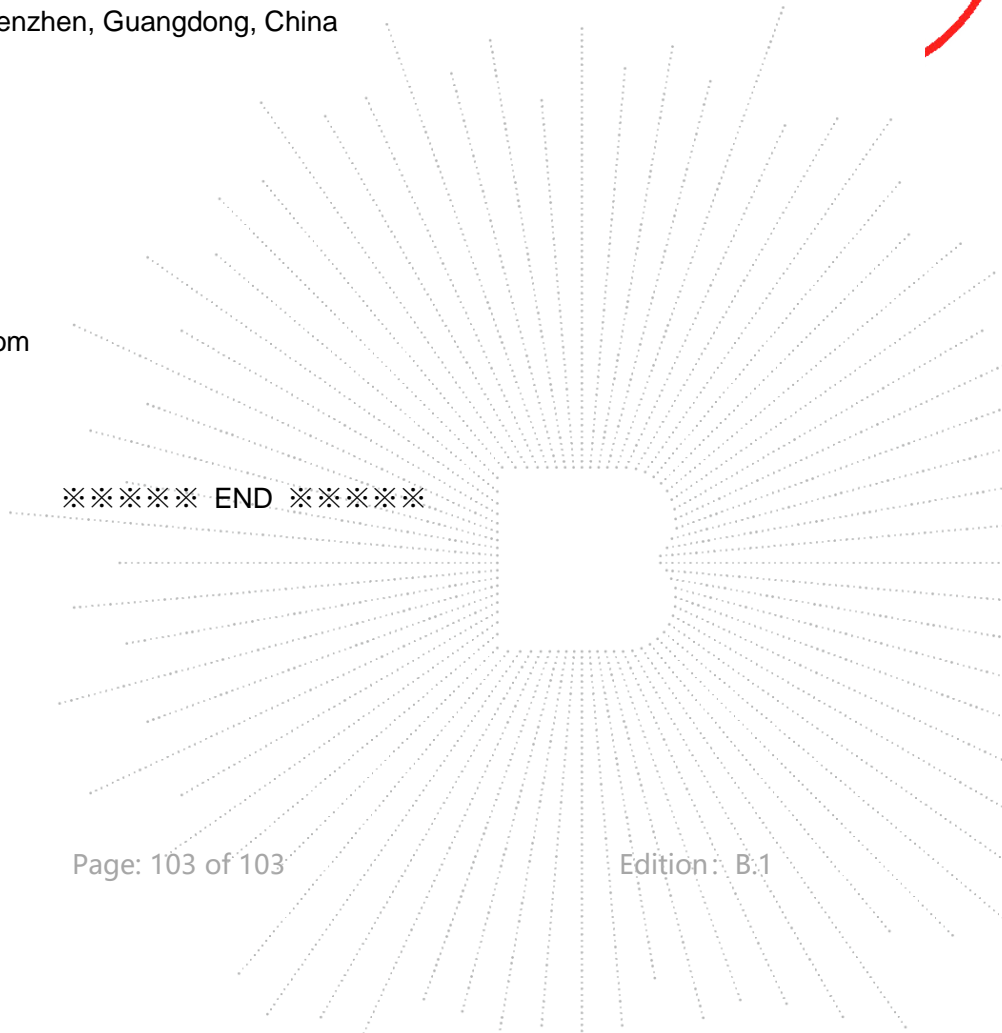 enzhen, Guangdong, China
om
※※※※※ END ※※※※※
Page: 103 of 103 Edition：B.1